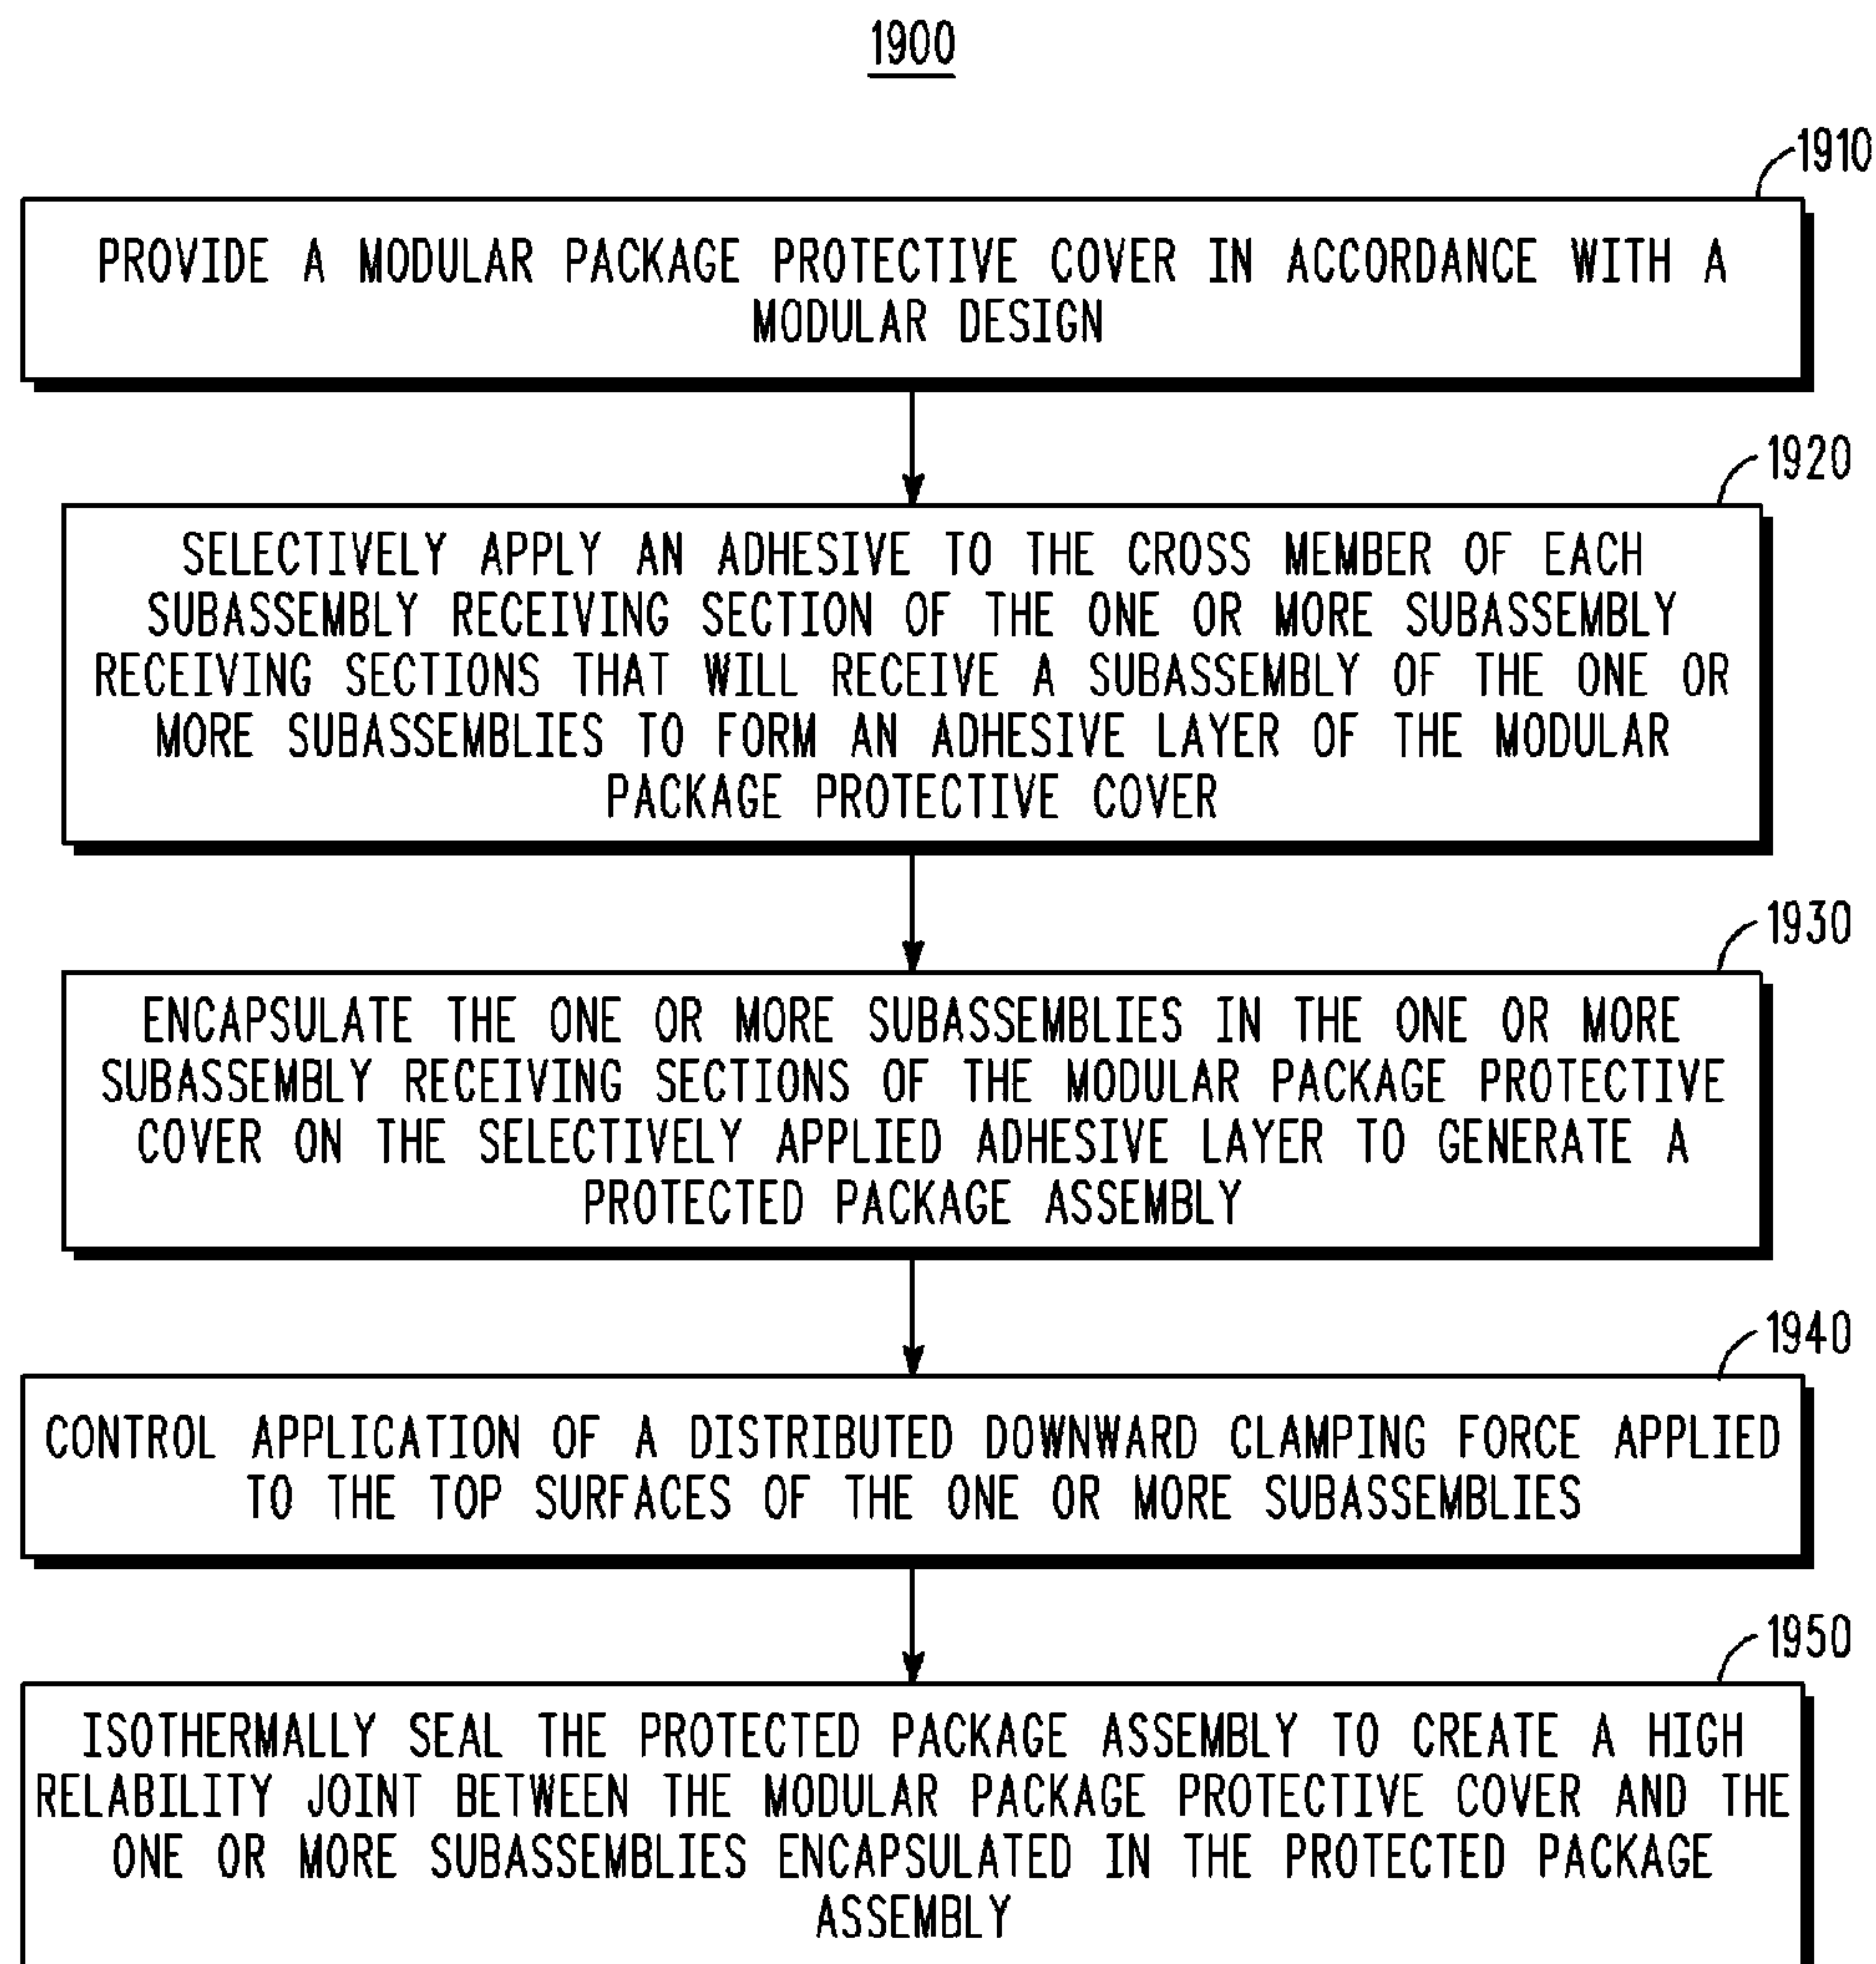 1900
1910
PROVIDE A MODULAR PACKAGE PROTECTIVE COVER IN ACCORDANCE WITH A
MODULAR DESIGN
1920
SELECTIVELY APPLY AN ADHESIVE TO THE CROSS MEMBER OF EACH
SUBASSEMBLY RECEIVING SECTION OF THE ONE OR MORE SUBASSEMBLY
RECEIVING SECTIONS THAT WILL RECEIVE A SUBASSEMBLY OF THE ONE OR
MORE SUBASSEMBLIES TO FORM AN ADHESIVE LAYER OF THE MODULAR
PACKAGE PROTECTIVE COVER
1930
ENCAPSULATE THE ONE OR MORE SUBASSEMBLIES IN THE ONE OR MORE
SUBASSEMBLY RECEIVING SECTIONS OF THE MODULAR PACKAGE PROTECTIVE
COVER ON THE SELECTIVELY APPLIED ADHESIVE LAYER TO GENERATE A
PROTECTED PACKAGE ASSEMBLY
1940
CONTROL APPLICATION OF A DISTRIBUTED DOWNWARD CLAMPING FORCE APPLIED
TO THE TOP SURFACES OF THE ONE OR MORE SUBASSEMBLIES
1950
ISOTHERMALLY SEAL THE PROTECTED PACKAGE ASSEMBLY TO CREATE A HIGH
RELABILITY JOINT BETWEEN THE MODULAR PACKAGE PROTECTIVE COVER AND THE
ONE OR MORE SUBASSEMBLIES ENCAPSULATED IN THE PROTECTED PACKAGE
ASSEMBLY